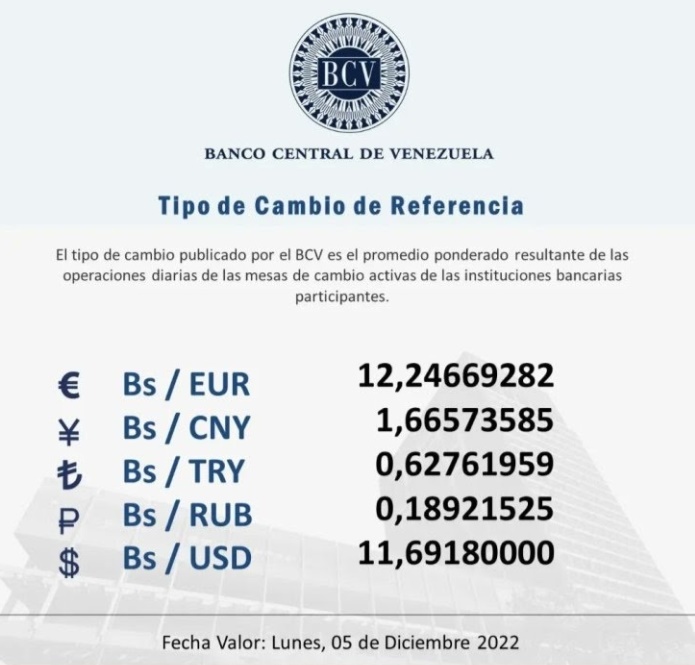 BCV
BANCO CENTRAL DE VENEZUELA
Tipo de Cambio de Referencia
El tipo de cambio publicado por el BCV es el promedio ponderado resultante de las
operaciones diarias de las mesas de cambio activas de las instituciones bancarias
participantes.
€ Bs / EUR 12,24669282
¥ Bs / CNY 1,66573585
₺ Bs / TRY 0,62761959
₽ Bs / RUB 0,18921525
$ Bs / USD 11,69180000
Fecha Valor: Lunes, 05 de Diciembre 2022